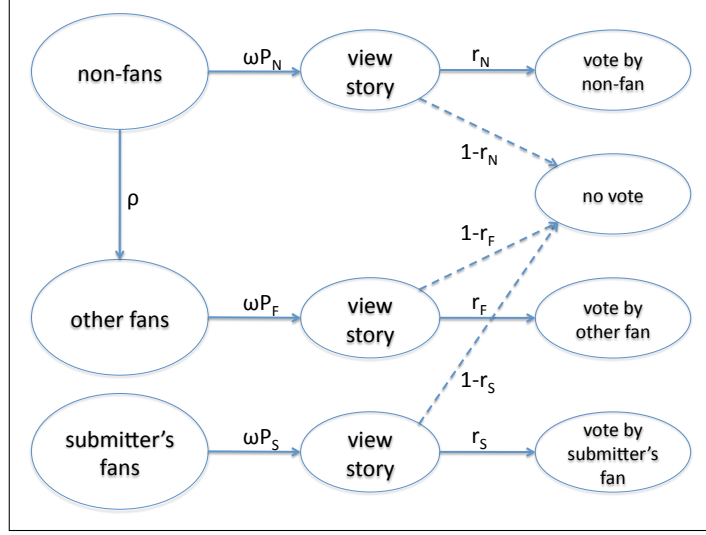 non-fans
ωP_N
view
story
r_N
vote by
non-fan
1-r_N
ρ
no vote
1-r_F
other fans
ωP_F
view
story
r_F
vote by
other fan
1-r_S
submitter's
fans
ωP_S
view
story
r_S
vote by
submitter's
fan